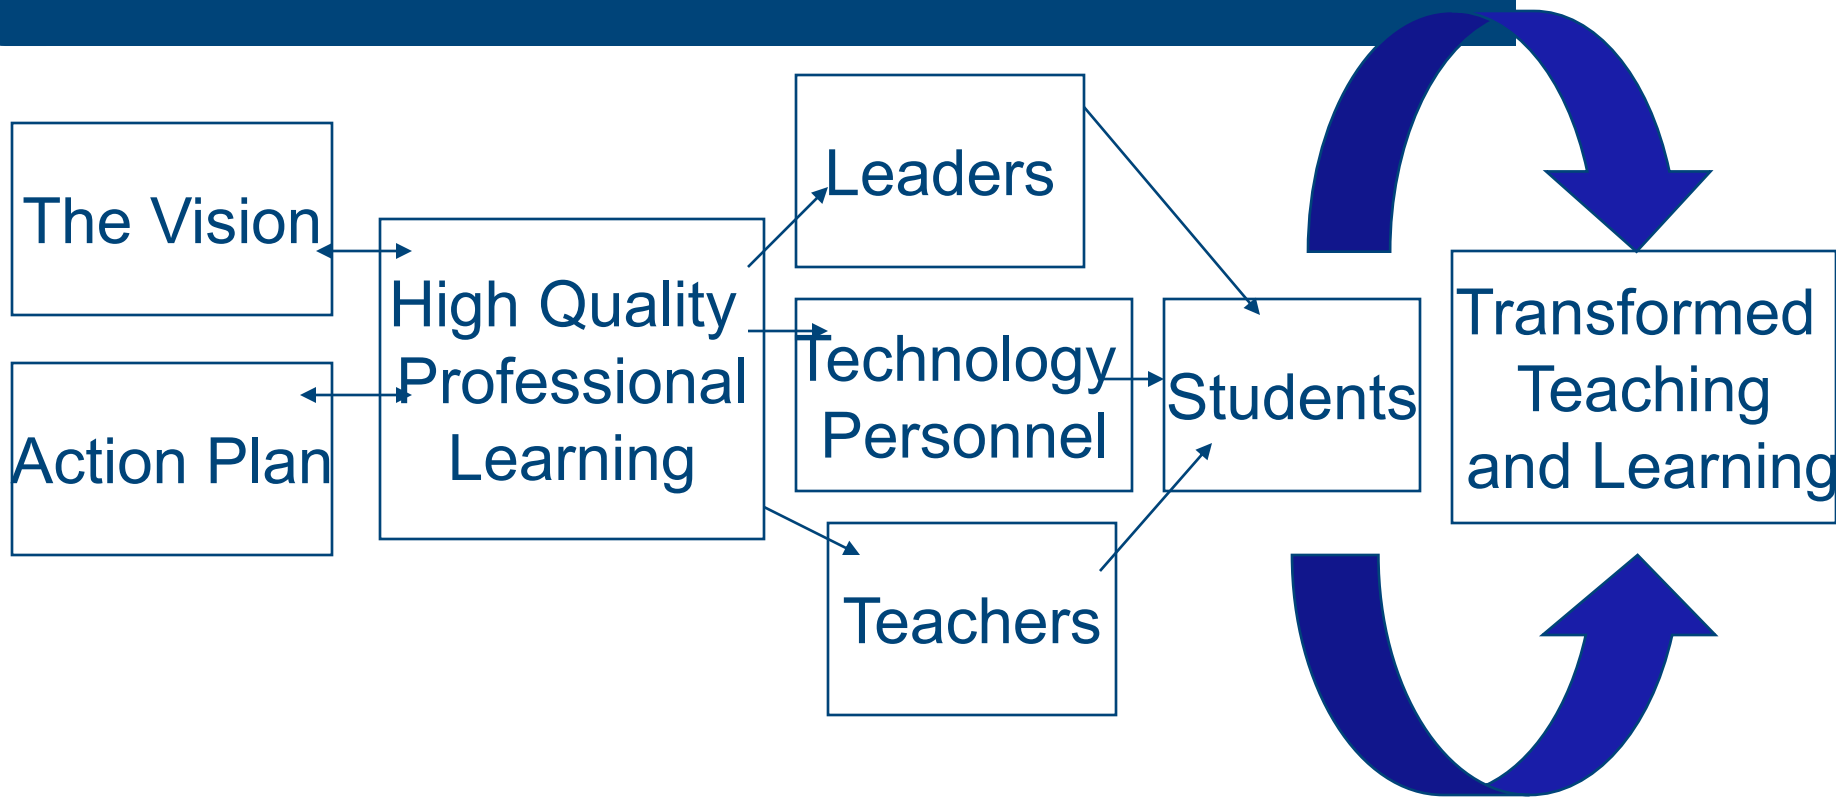 The Vision
Action Plan
High Quality
Professional
Learning
Leaders
Technology
Personnel
Teachers
Students
Transformed
Teaching
and Learning